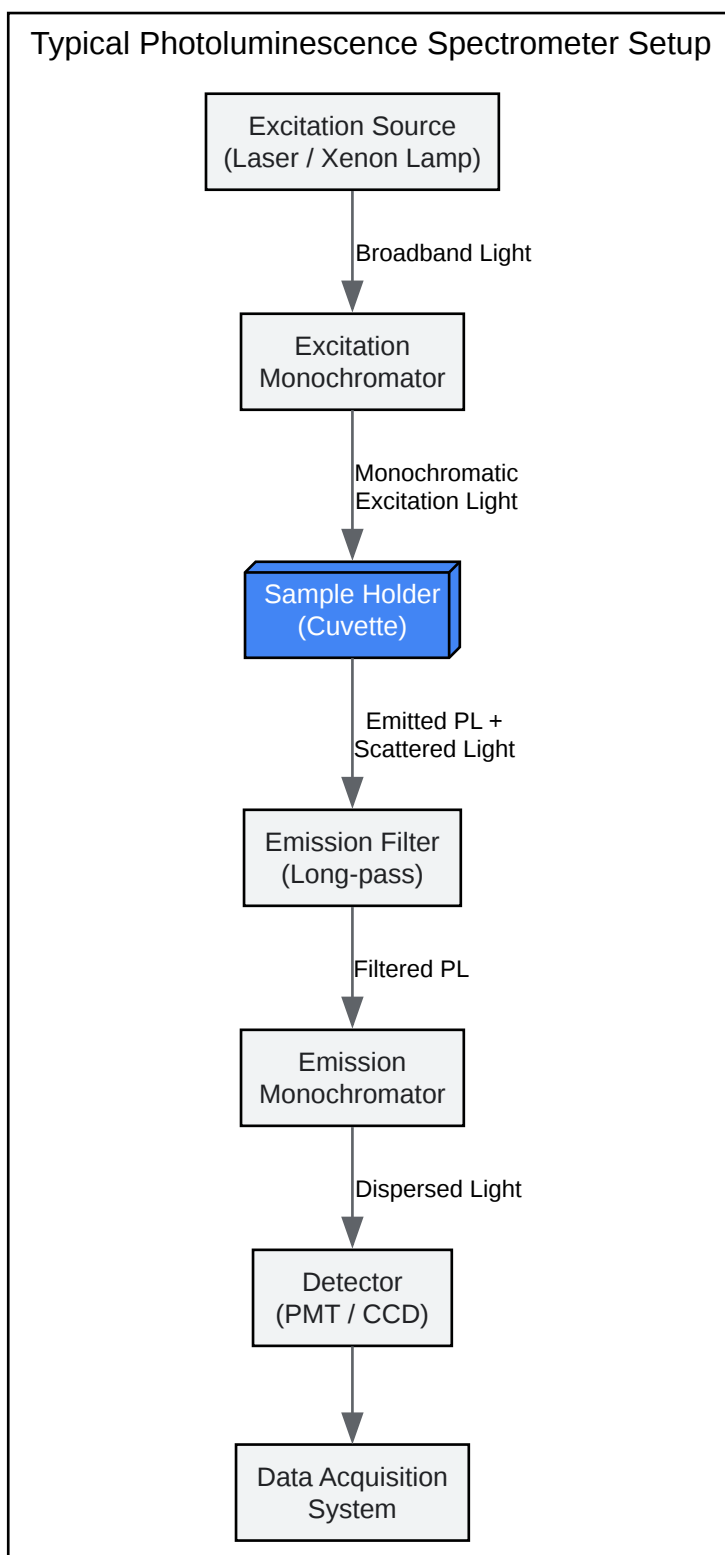 Typical Photoluminescence Spectrometer Setup
Excitation Source
(Laser / Xenon Lamp)
Broadband Light
Excitation
Monochromator
Monochromatic
Excitation Light
Sample Holder
(Cuvette)
Emitted PL +
Scattered Light
Emission Filter
(Long-pass)
Filtered PL
Emission
Monochromator
Dispersed Light
Detector
(PMT / CCD)
Data Acquisition
System